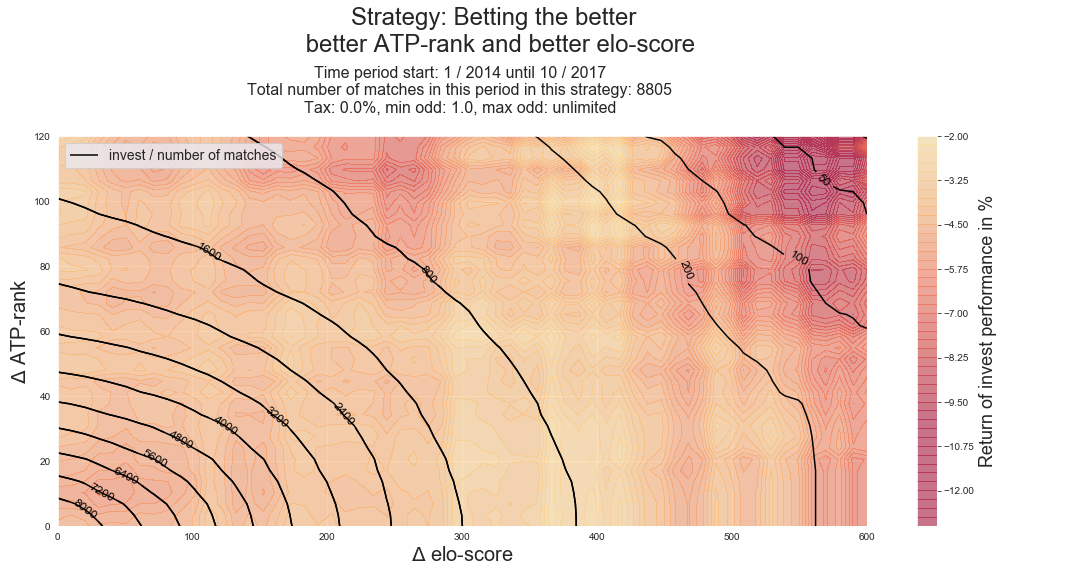 Strategy: Betting the better
better ATP-rank and better elo-score
Time period start: 1 / 2014 until 10 / 2017
Total number of matches in this period in this strategy: 8805
Tax: 0.0%, min odd: 1.0, max odd: unlimited
invest / number of matches
Δ ATP-rank
120
100
80
60
40
20
0
0 100 200 300 400 500 600
Δ elo-score
50
100
200
800
1600
2400
3200
4000
4800
5600
6400
7200
8000
−2.00
−3.25
−4.50
−5.75
−7.00
−8.25
−9.50
−10.75
−12.00
Return of invest performance in %